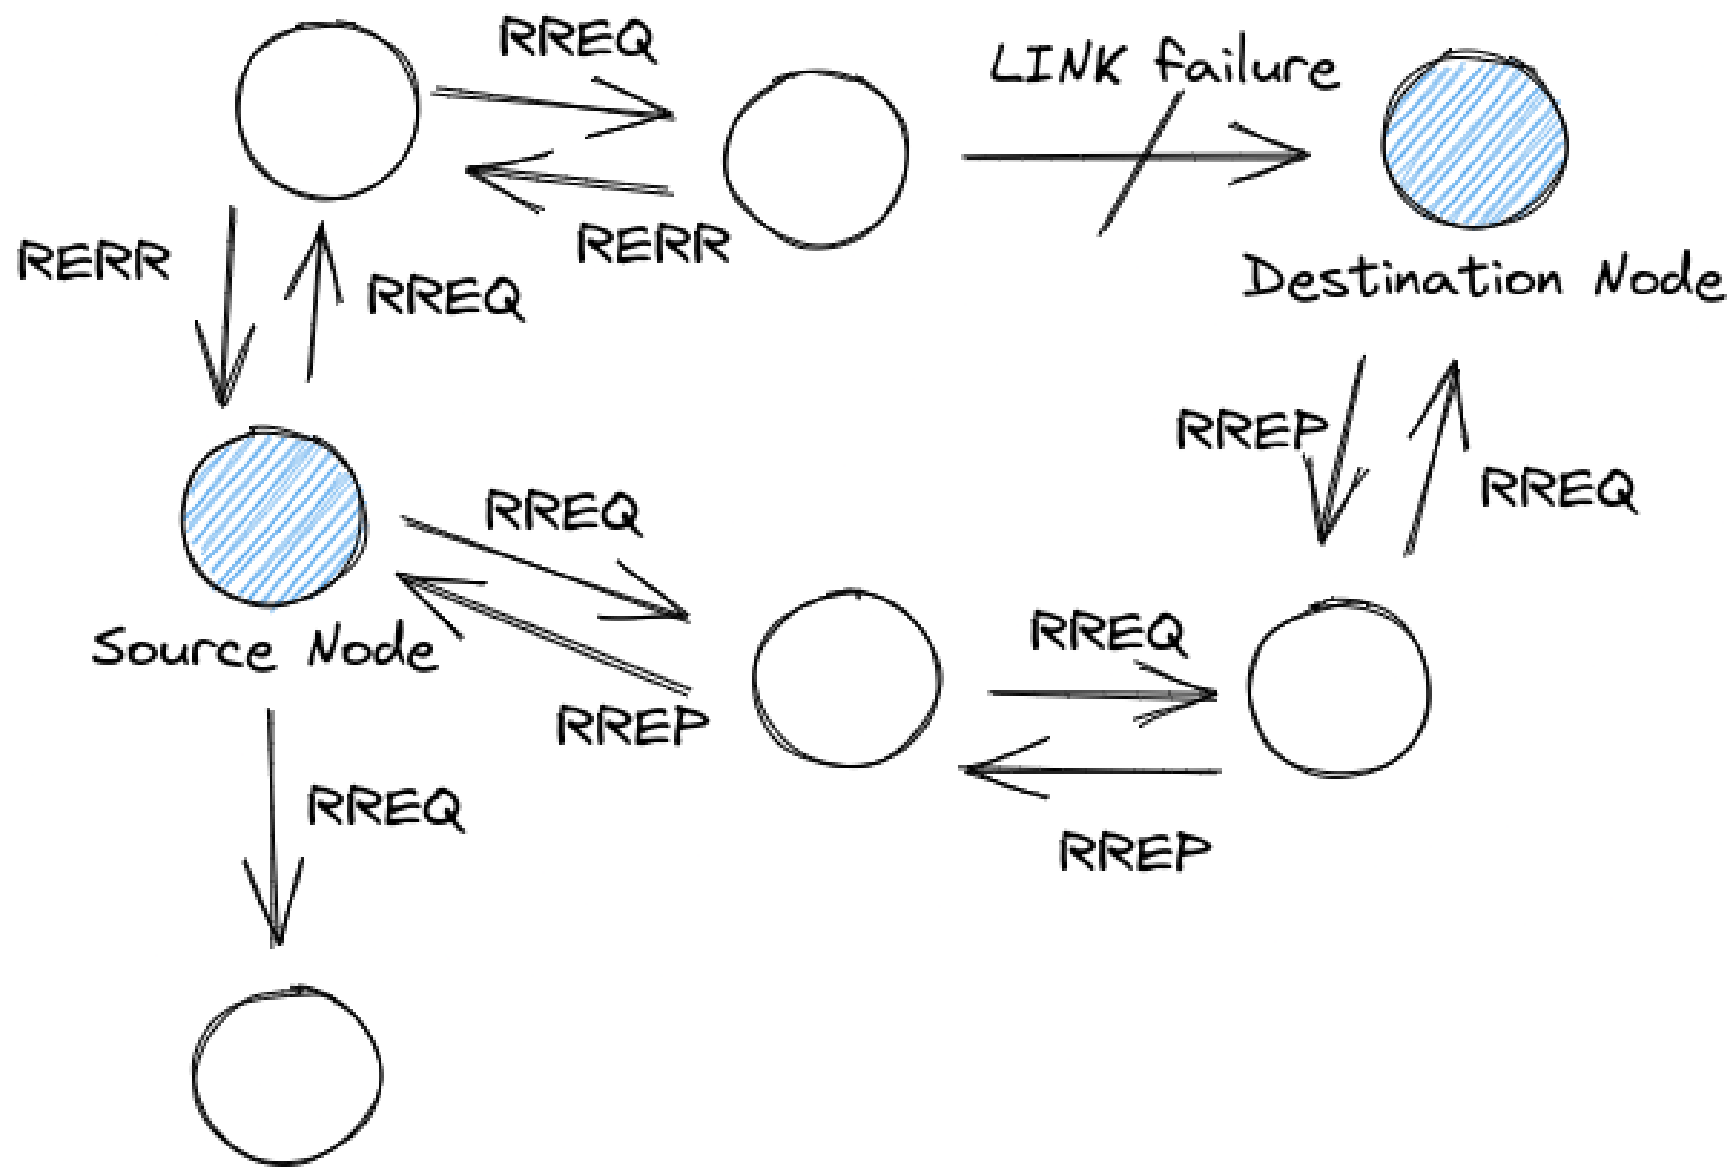 RREQ
LINK failure
RERR
RERR
RREQ
Destination Node
RREP
RREQ
RREQ
Source Node
RREQ
RREP
RREQ
RREP